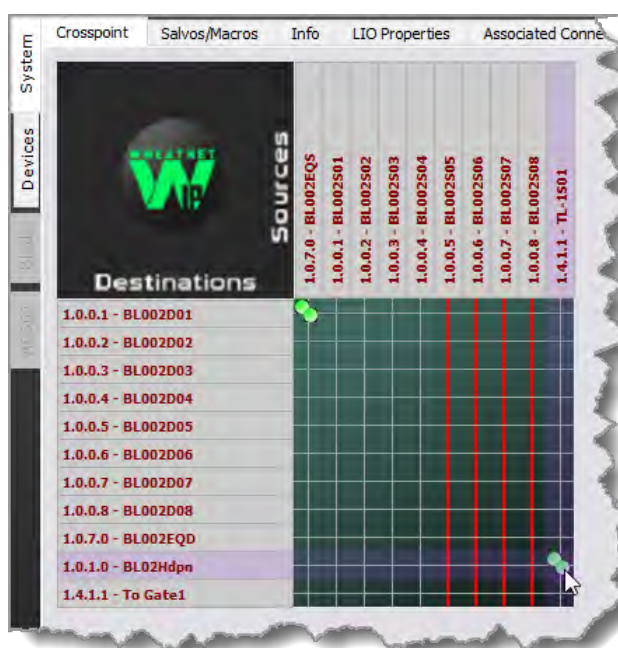 Crosspoint Salvos/Macros Info LIO Properties Associated Conne
System
Devices
WHEATNET
IP
Sources
Destinations
1.0.7.0 - BL002EQS
1.0.0.1 - BL002S01
1.0.0.2 - BL002S02
1.0.0.3 - BL002S03
1.0.0.4 - BL002S04
1.0.0.5 - BL002S05
1.0.0.6 - BL002S06
1.0.0.7 - BL002S07
1.0.0.8 - BL002S08
1.4.1.1 - TL-1S01
1.0.0.1 - BL002D01
1.0.0.2 - BL002D02
1.0.0.3 - BL002D03
1.0.0.4 - BL002D04
1.0.0.5 - BL002D05
1.0.0.6 - BL002D06
1.0.0.7 - BL002D07
1.0.0.8 - BL002D08
1.0.7.0 - BL002EQD
1.0.1.0 - BL02Hdpn
1.4.1.1 - To Gate1